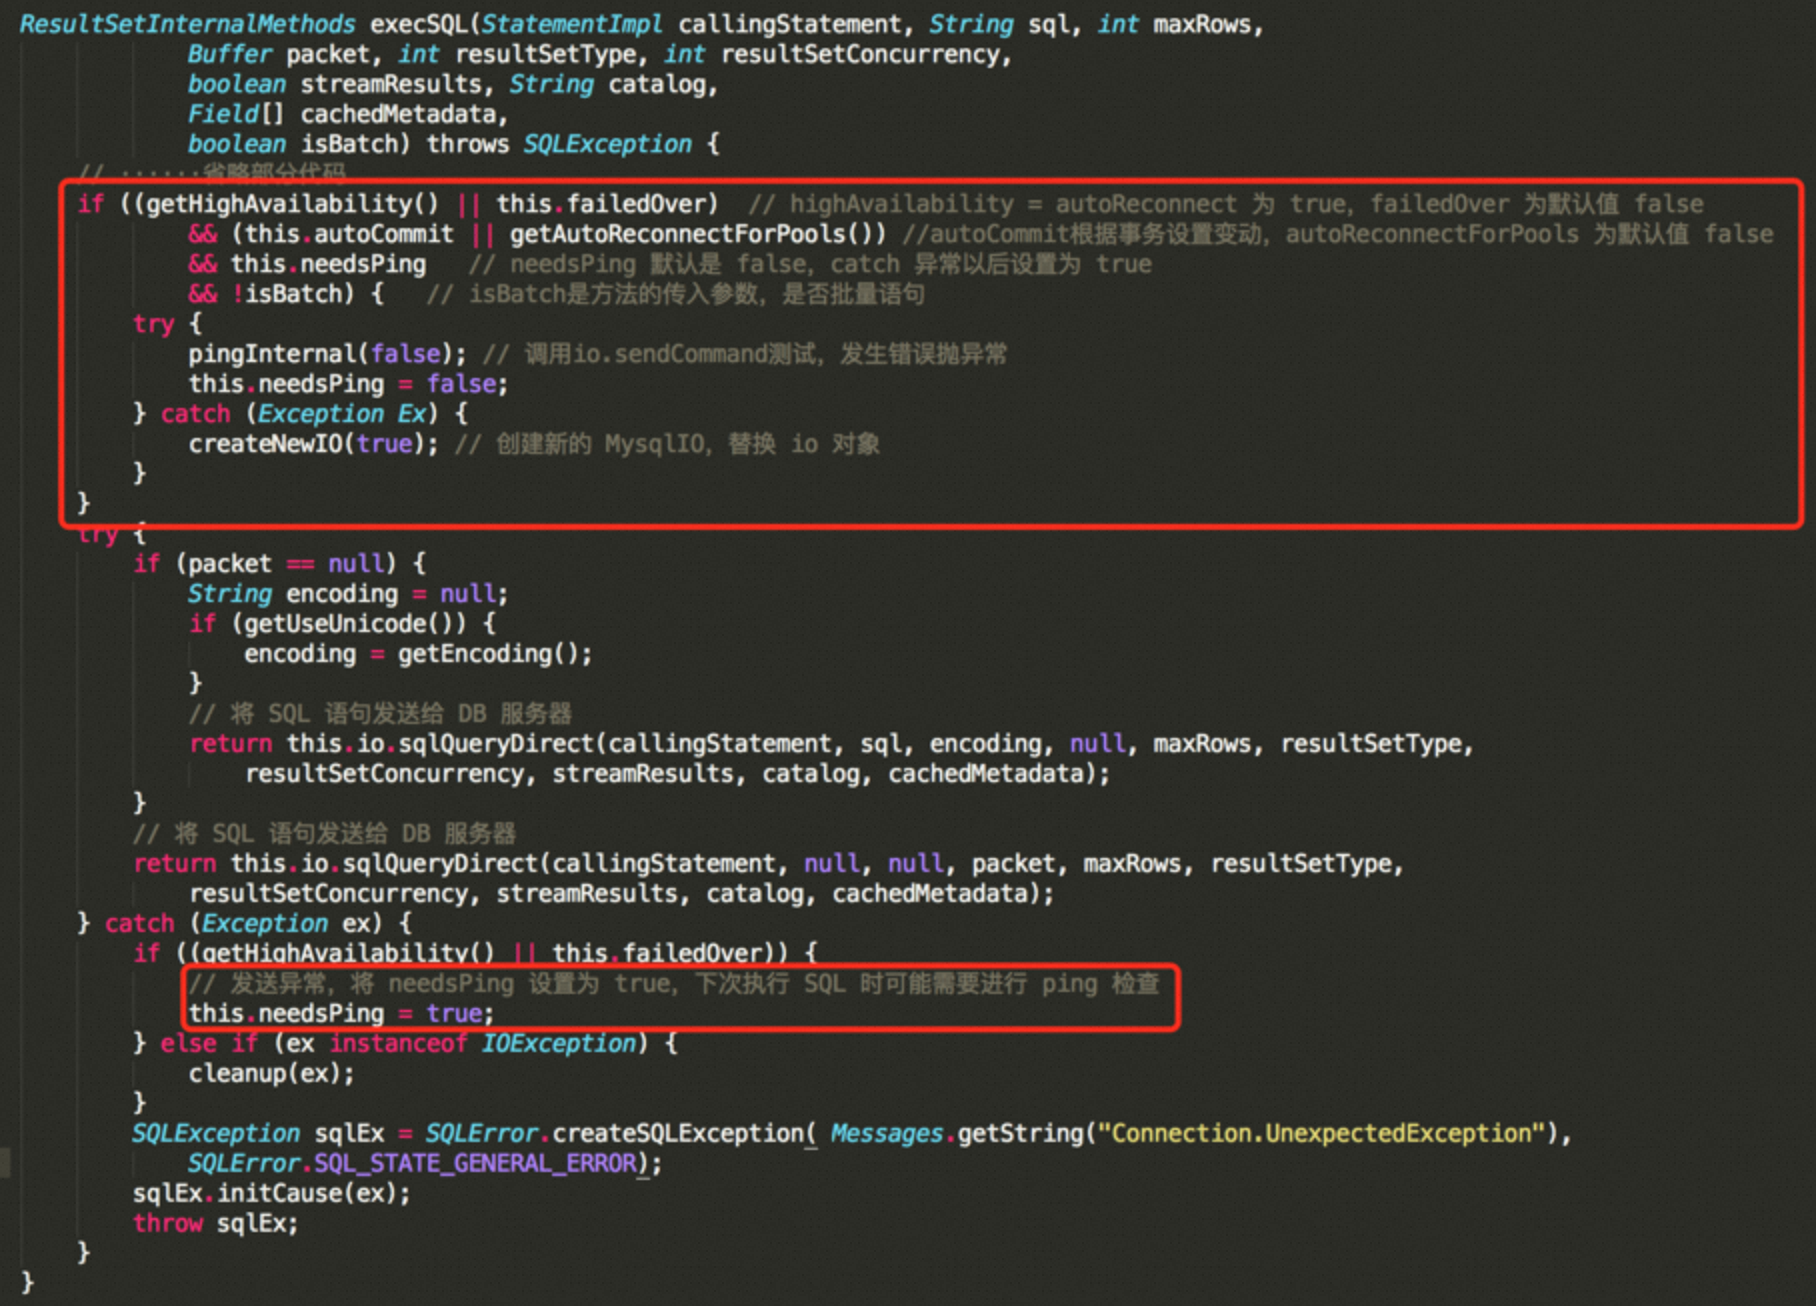 ResultSetInternalMethods execSQL(StatementImpl callingStatement, String sql, int maxRows,
Buffer packet, int resultSetType, int resultSetConcurrency,
boolean streamResults, String catalog,
Field[] cachedMetadata,
boolean isBatch) throws SQLException {
// ······省略部分代码
if ((getHighAvailability() || this.failedOver)  // highAvailability = autoReconnect 为 true, failedOver 为默认值 false
&& (this.autoCommit || getAutoReconnectForPools()) //autoCommit根据事务设置变动, autoReconnectForPools 为默认值 false
&& this.needsPing   // needsPing 默认是 false, catch 异常以后设置为 true
&& !isBatch) {   // isBatch是方法的传入参数, 是否批量语句
try {
pingInternal(false); // 调用io.sendCommand测试, 发生错误抛异常
this.needsPing = false;
} catch (Exception Ex) {
createNewIO(true); // 创建新的 MysqlIO, 替换 io 对象
}
}
try {
if (packet == null) {
String encoding = null;
if (getUseUnicode()) {
encoding = getEncoding();
}
// 将 SQL 语句发送给 DB 服务器
return this.io.sqlQueryDirect(callingStatement, sql, encoding, null, maxRows, resultSetType,
resultSetConcurrency, streamResults, catalog, cachedMetadata);
}
// 将 SQL 语句发送给 DB 服务器
return this.io.sqlQueryDirect(callingStatement, null, null, packet, maxRows, resultSetType,
resultSetConcurrency, streamResults, catalog, cachedMetadata);
} catch (Exception ex) {
if ((getHighAvailability() || this.failedOver)) {
// 发送异常, 将 needsPing 设置为 true, 下次执行 SQL 时可能需要进行 ping 检查
this.needsPing = true;
} else if (ex instanceof IOException) {
cleanup(ex);
}
SQLException sqlEx = SQLError.createSQLException( Messages.getString("Connection.UnexpectedException"),
SQLError.SQL_STATE_GENERAL_ERROR);
sqlEx.initCause(ex);
throw sqlEx;
}
}